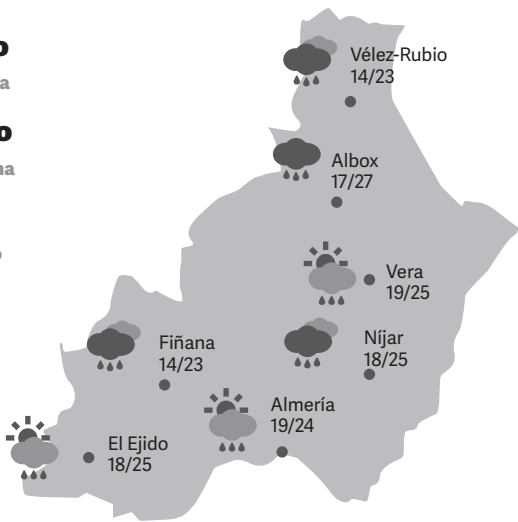 Vélez-Rubio
14/23
Albox
17/27
Vera
19/25
Fiñana
14/23
Níjar
18/25
Almería
19/24
El Ejido
18/25